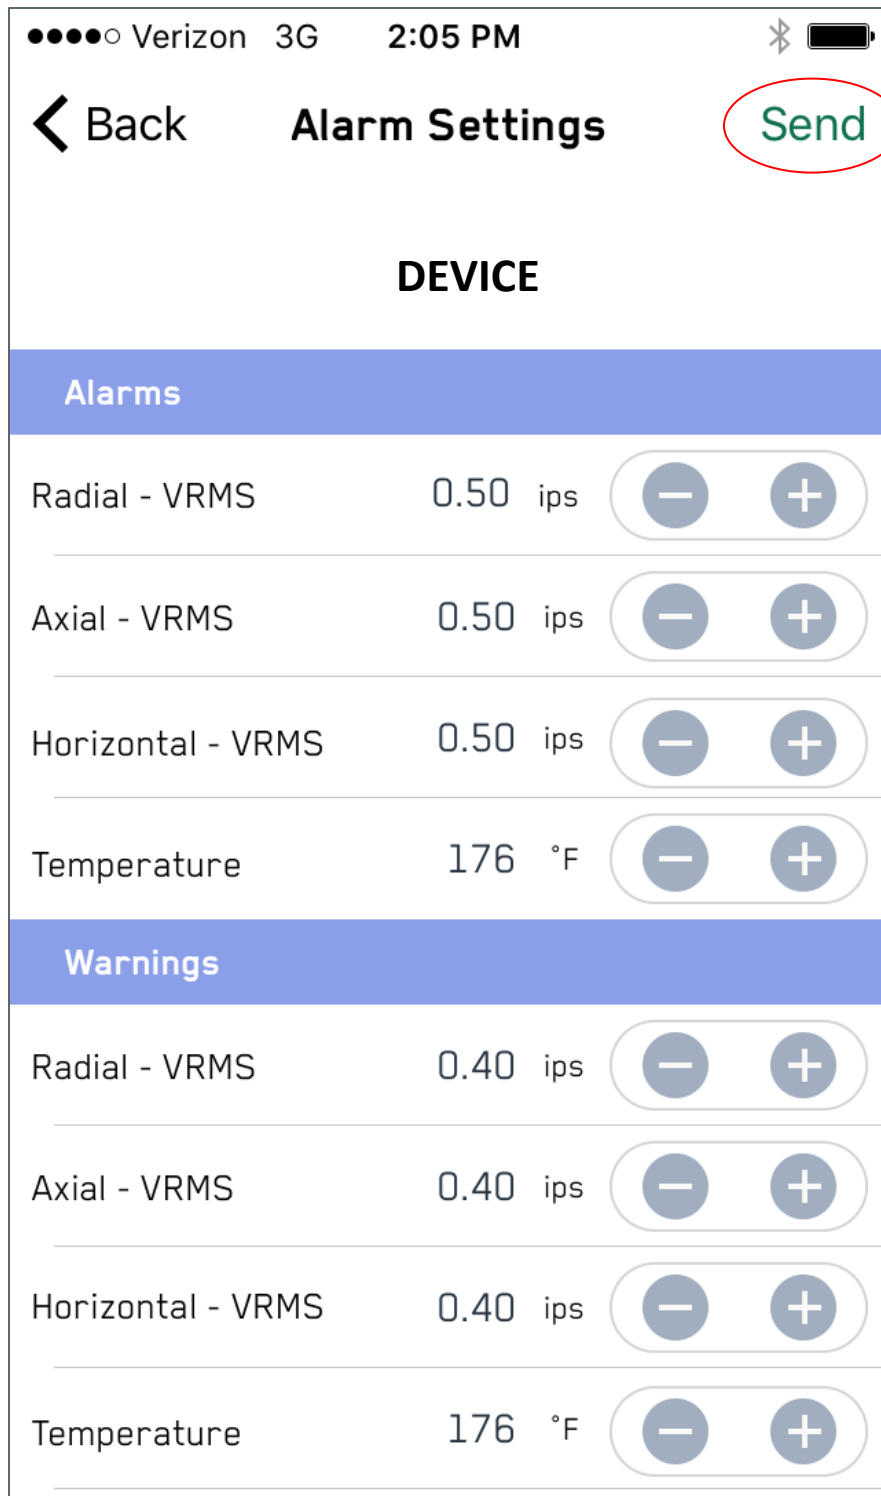 Verizon 3G 2:05 PM
Back Alarm Settings Send
DEVICE
Alarms
Radial - VRMS 0.50 ips
Axial - VRMS 0.50 ips
Horizontal - VRMS 0.50 ips
Temperature 176 °F
Warnings
Radial - VRMS 0.40 ips
Axial - VRMS 0.40 ips
Horizontal - VRMS 0.40 ips
Temperature 176 °F